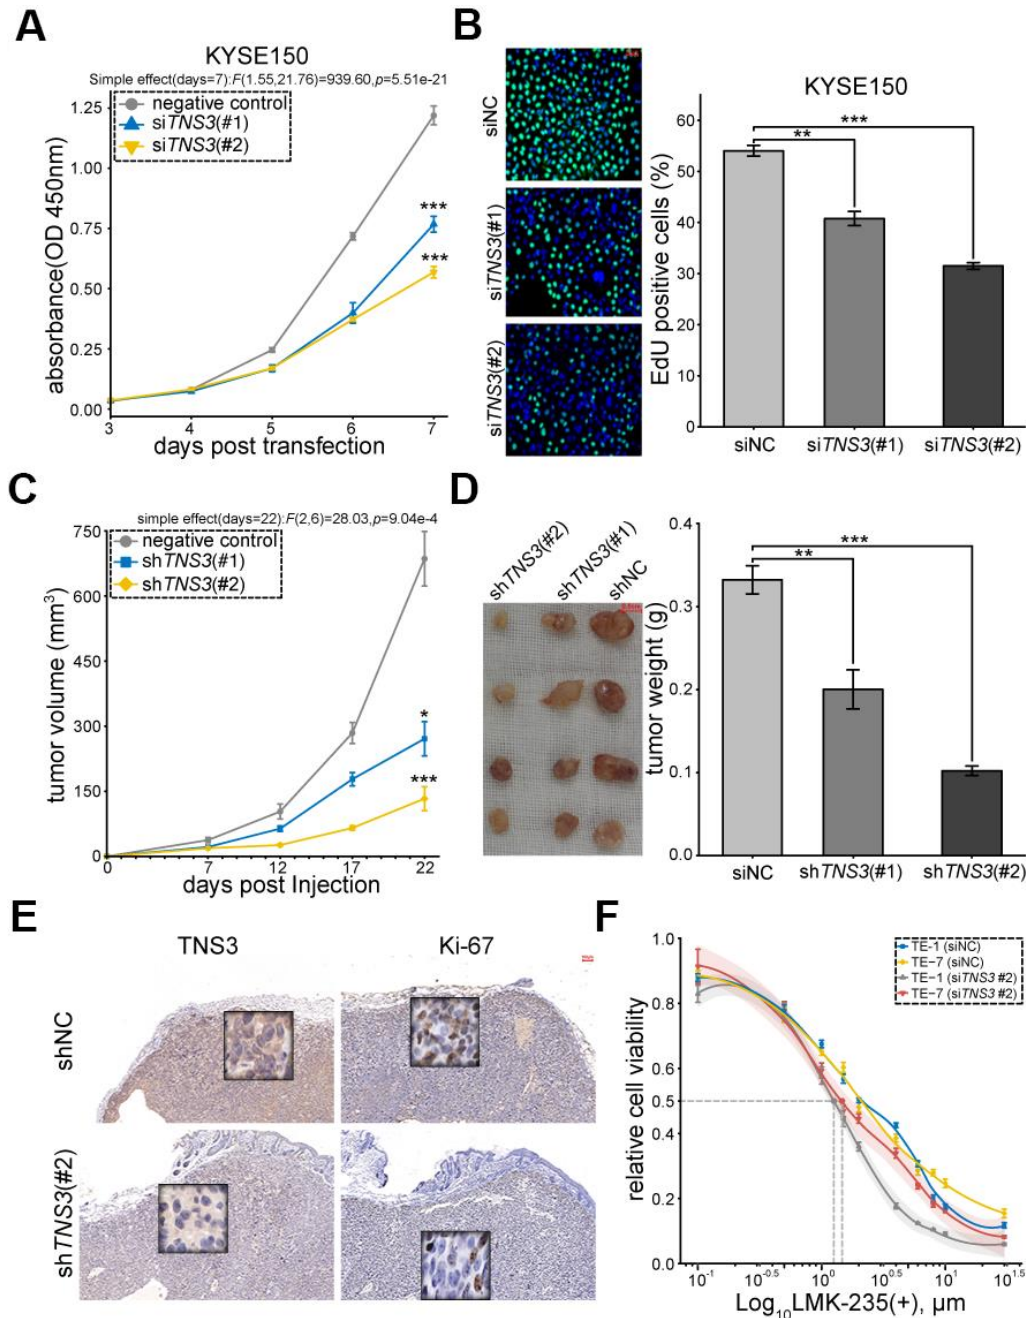 A
KYSE150
Simple effect(days=7):F(1.55,21.76)=939.60,p=5.51e-21
negative control
siTNS3(#1)
siTNS3(#2)
1.25
1.00
0.75
0.50
0.25
0.00
***
***
absorbance(OD 450nm)
3 4 5 6 7
days post transfection
B
siNC
siTNS3(#1)
siTNS3(#2)
KYSE150
***
**
60
50
40
30
20
10
0
EdU positive cells (%)
siNC siTNS3(#1) siTNS3(#2)
C
simple effect(days=22):F(2,6)=28.03,p=9.04e-4
negative control
shTNS3(#1)
shTNS3(#2)
750
600
450
300
150
0
*
***
tumor volume (mm3)
0 7 12 17 22
days post Injection
D
shTNS3(#2)
shTNS3(#1)
shNC
***
**
0.4
0.3
0.2
0.1
0.0
tumor weight (g)
siNC shTNS3(#1) shTNS3(#2)
E
TNS3 Ki-67
shNC
shTNS3(#2)
F
TE-1 (siNC)
TE-7 (siNC)
TE-1 (siTNS3 #2)
TE-7 (siTNS3 #2)
1.0
0.8
0.6
0.5
0.4
0.2
0.0
relative cell viability
10-1 10-0.5 100 100.5 101 101.5
Log10LMK-235(+), μm